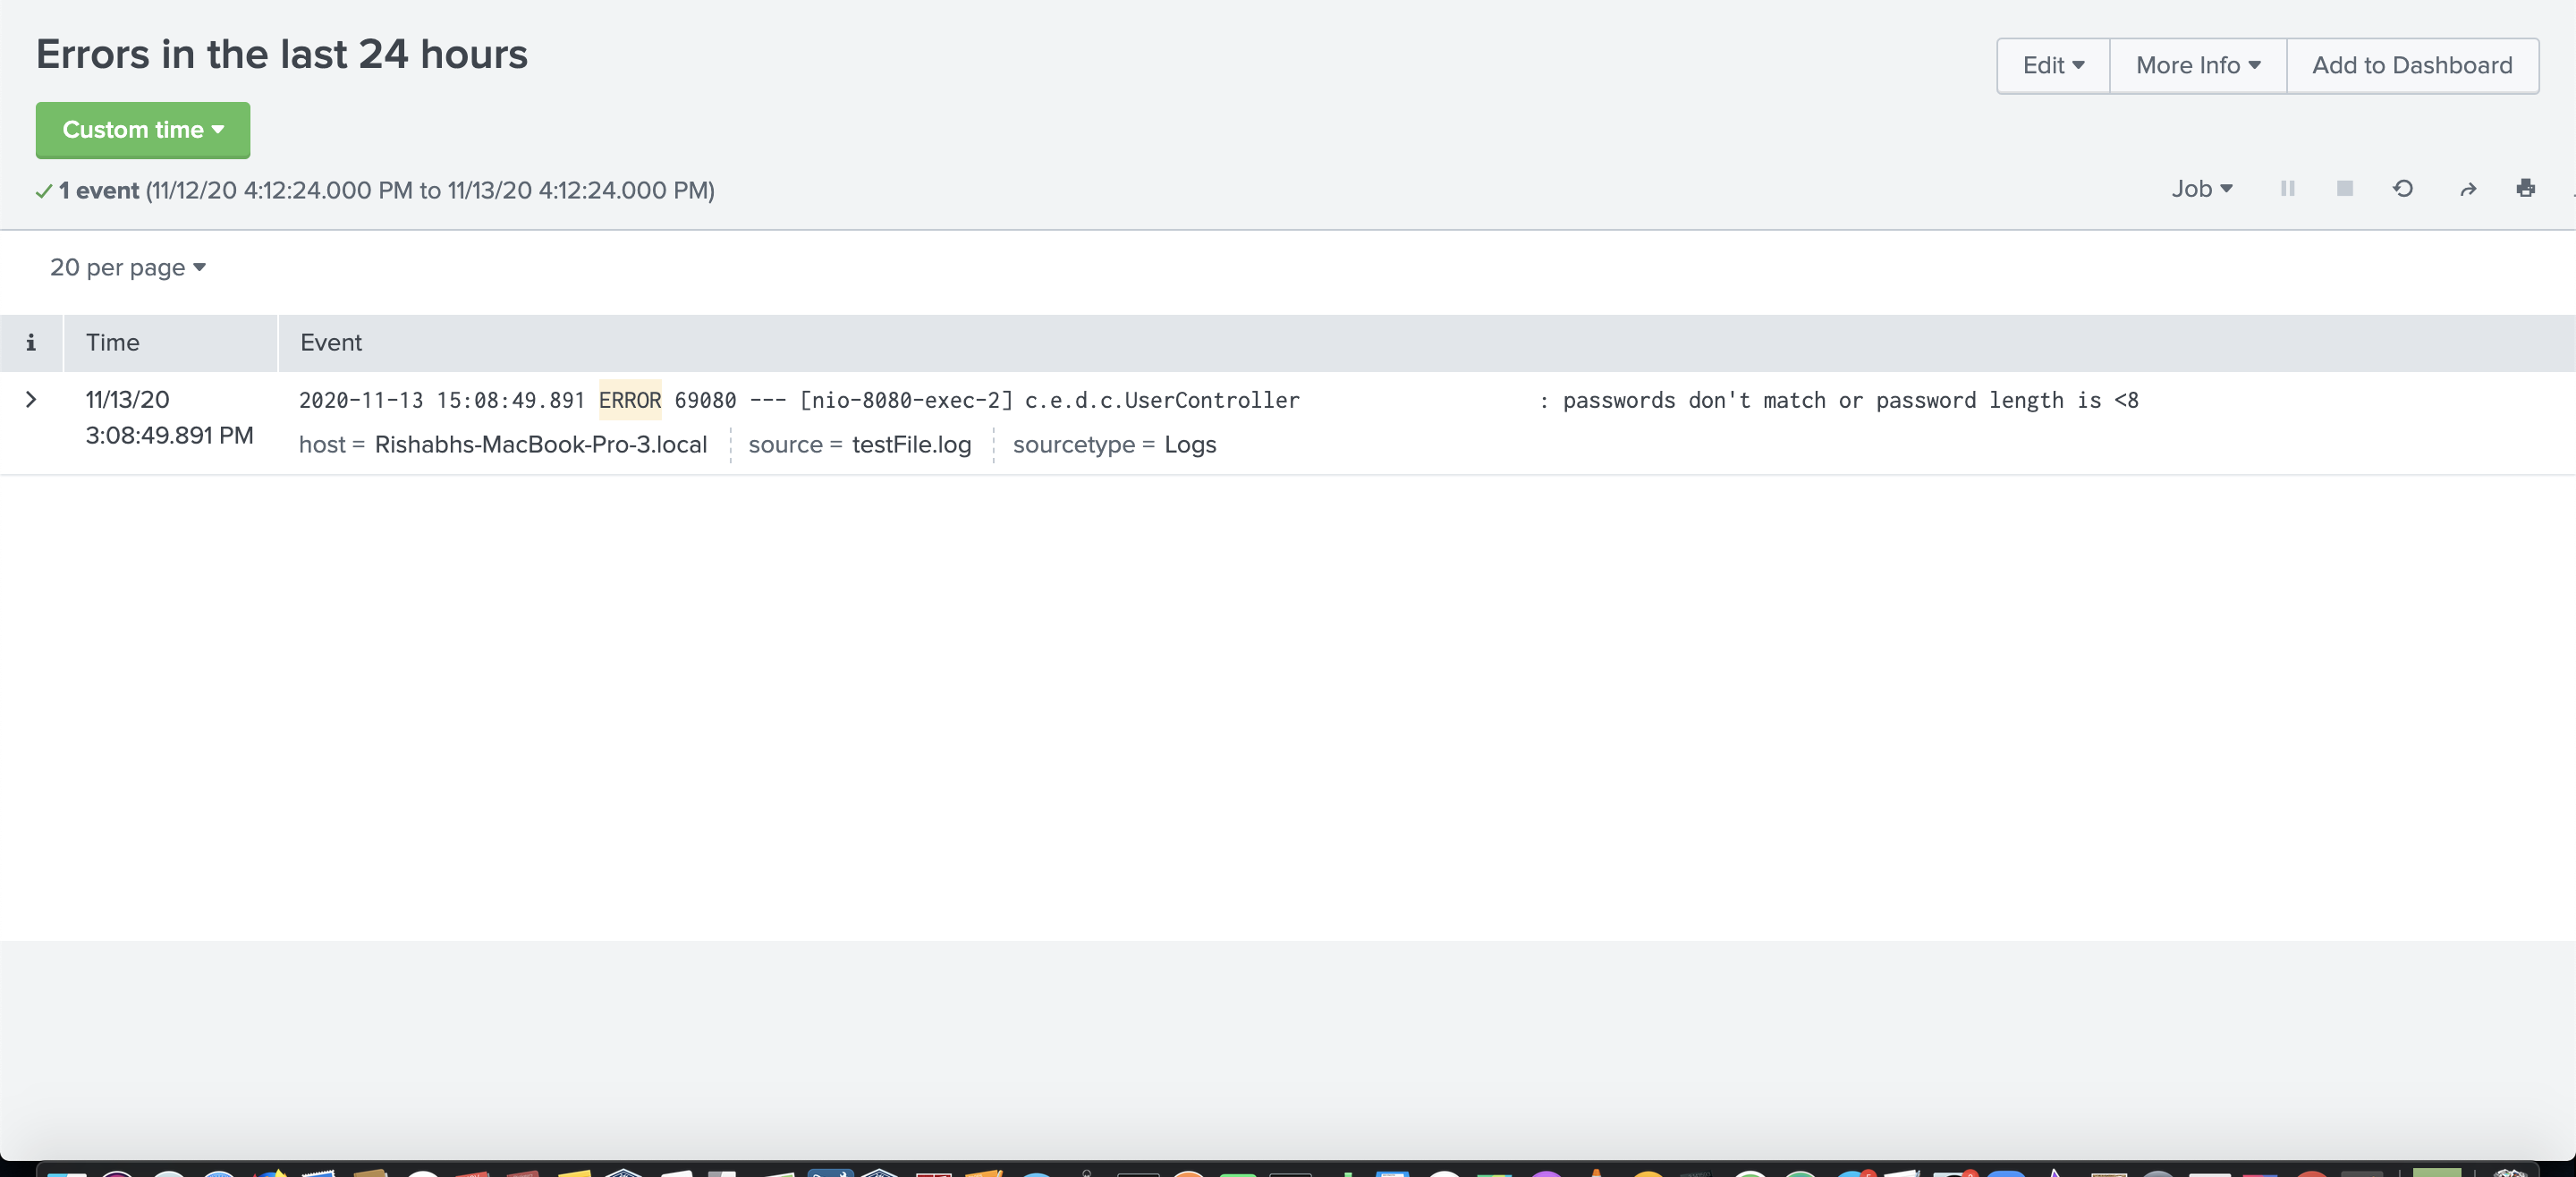 Errors in the last 24 hours
Edit
More Info
Add to Dashboard
Custom time
1 event (11/12/20 4:12:24.000 PM to 11/13/20 4:12:24.000 PM)
Job
20 per page
i Time Event
11/13/20
3:08:49.891 PM
2020-11-13 15:08:49.891 ERROR 69080 --- [nio-8080-exec-2] c.e.d.c.UserController : passwords don't match or password length is <8
host = Rishabhs-MacBook-Pro-3.local source = testFile.log sourcetype = Logs